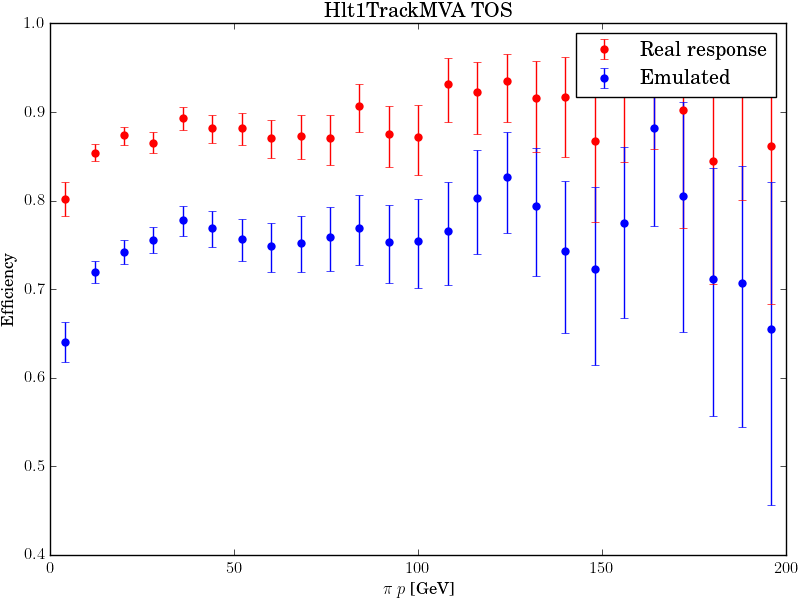 Hlt1TrackMVA TOS
1.0
0.9
0.8
0.7
0.6
0.5
0.4
Efficiency
Real response
Emulated
0 50 100 150 200
π p [GeV]